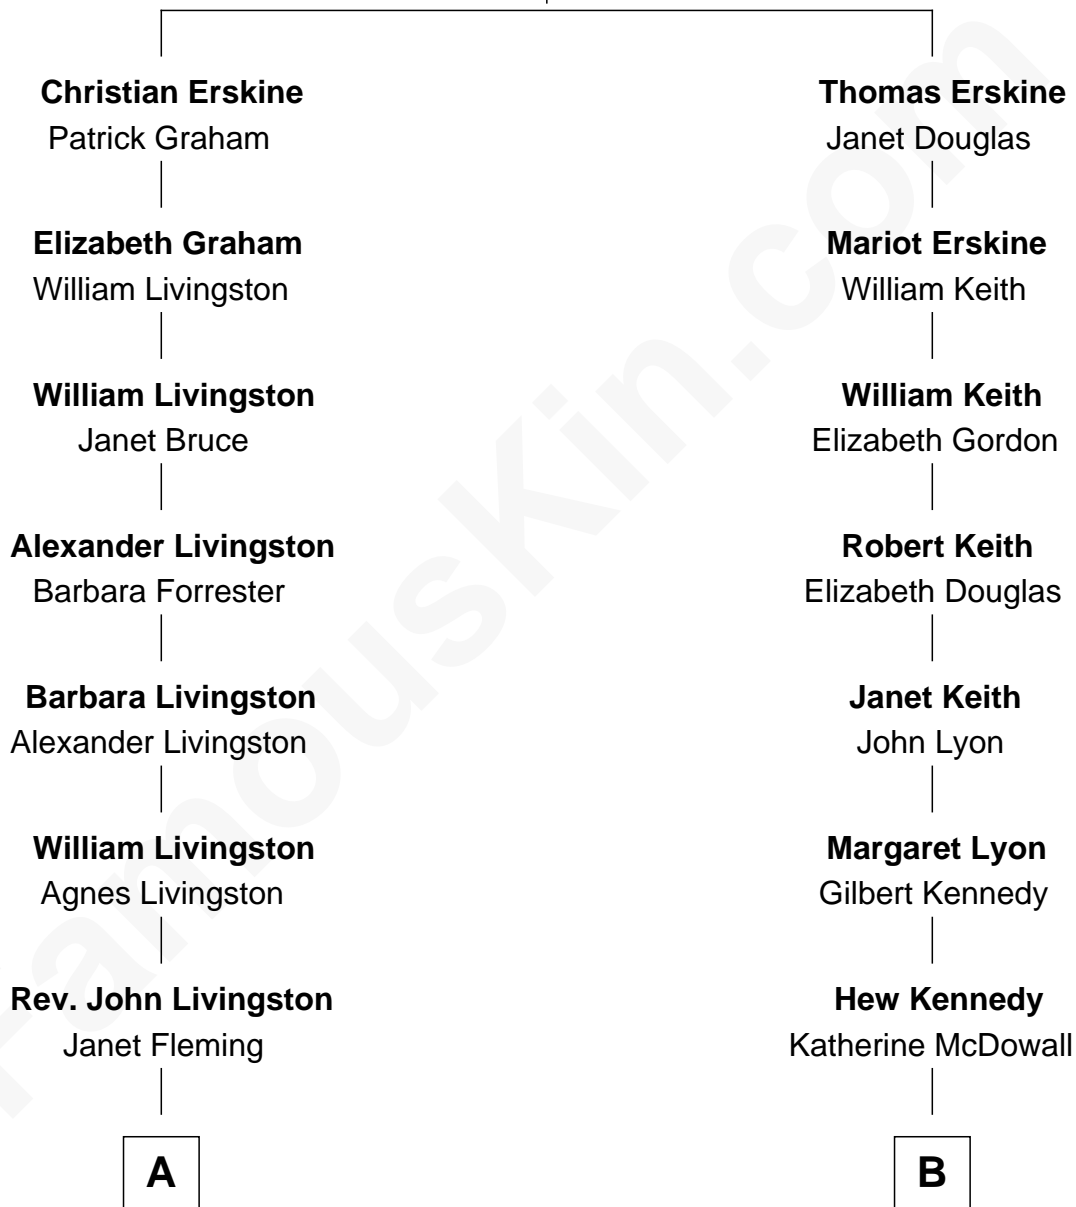 Christian Erskine
Patrick Graham
Elizabeth Graham
William Livingston
William Livingston
Janet Bruce
Alexander Livingston
Barbara Forrester
Barbara Livingston
Alexander Livingston
William Livingston
Agnes Livingston
Rev. John Livingston
Janet Fleming
A
Thomas Erskine
Janet Douglas
Mariot Erskine
William Keith
William Keith
Elizabeth Gordon
Robert Keith
Elizabeth Douglas
Janet Keith
John Lyon
Margaret Lyon
Gilbert Kennedy
Hew Kennedy
Katherine McDowall
B
FamousKin.com